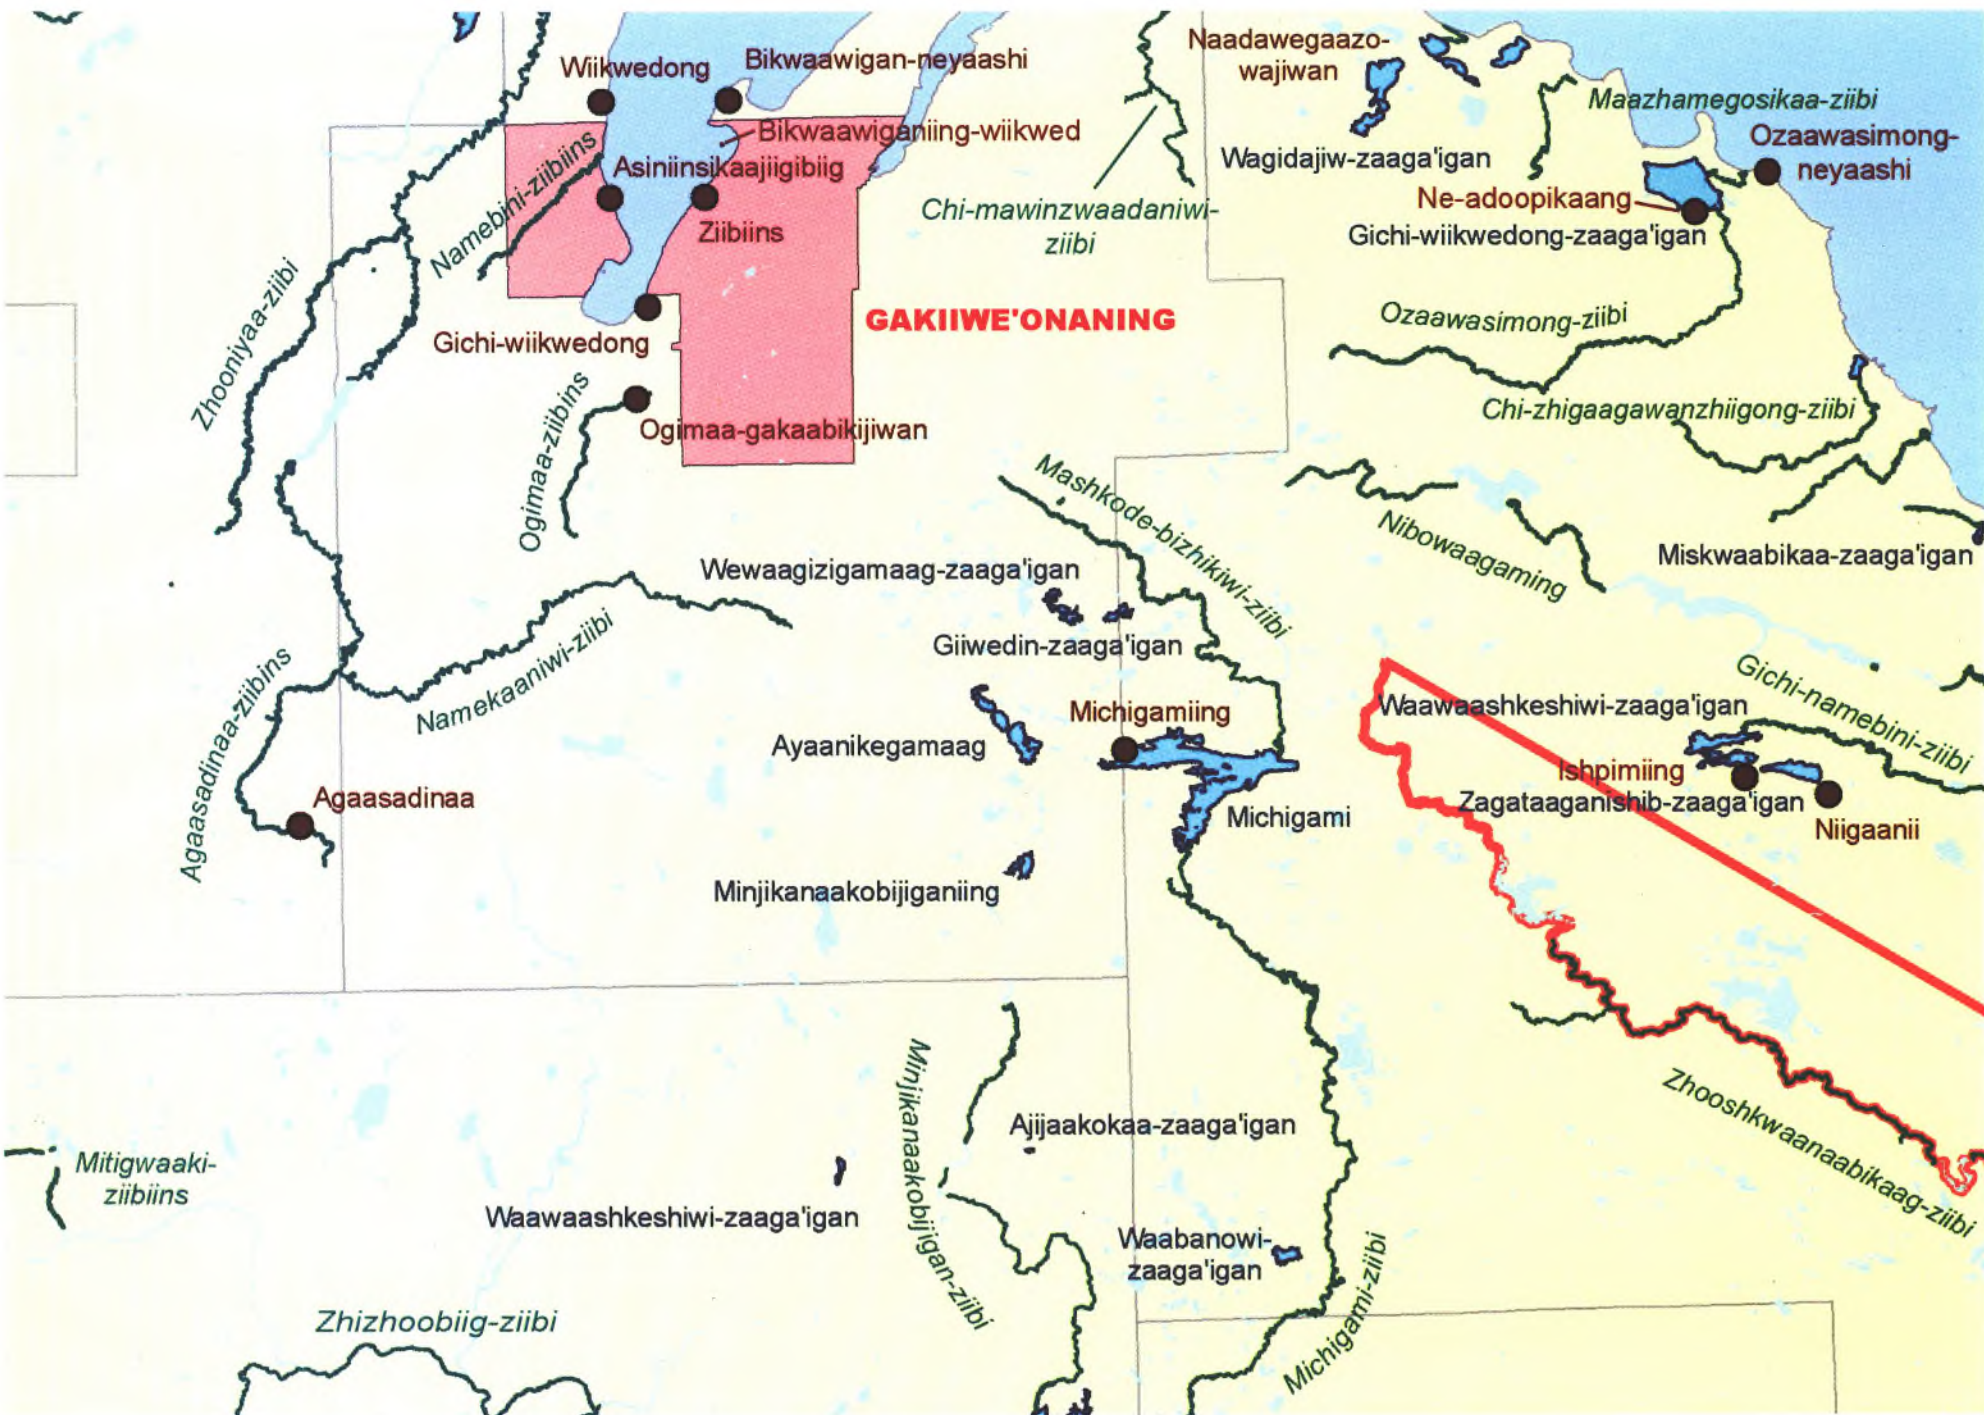 Wiikwedong
Bikwaawigan-neyaashi
Naadawegaazo-
wajiwan
Maazhamegosikaa-ziibi
Bikwaawiganiing-wiikwed
Ozaawasimong-
neyaashi
Asiniinsikaajiigibiig
Wagidajiw-zaaga'igan
Namebini-ziibiins
Ziibiins
Chi-mawinzwaadaniwi-
ziibi
Ne-adoopikaang
Gichi-wiikwedong-zaaga'igan
Zhooniyaa-ziibi
GAKIIWE'ONANING
Ozaawasimong-ziibi
Gichi-wiikwedong
Ogimaa-ziibins
Ogimaa-gakaabikijiwan
Chi-zhigaagawanzhiigong-ziibi
Mashkode-bizhikiwi-ziibi
Nibowaagaming
Miskwaabikaa-zaaga'igan
Wewaagizigamaag-zaaga'igan
Giiwedin-zaaga'igan
Namekaaniwi-ziibi
Agaasadinaa-ziibins
Gichi-namebini-ziibi
Waawaashkeshiwi-zaaga'igan
Michigamiing
Ayaanikegamaag
Ishpimiing
Zagataaganishib-zaaga'igan
Agaasadinaa
Michigami
Niigaanii
Minjikanaakobijiganiing
Minjikanaakobijigan-ziibi
Zhooshkwaanaabikaag-ziibi
Ajijaakokaa-zaaga'igan
Mitigwaaki-
ziibiins
Waawaashkeshiwi-zaaga'igan
Waabanowi-
zaaga'igan
Michigami-ziibi
Zhizhoobiig-ziibi